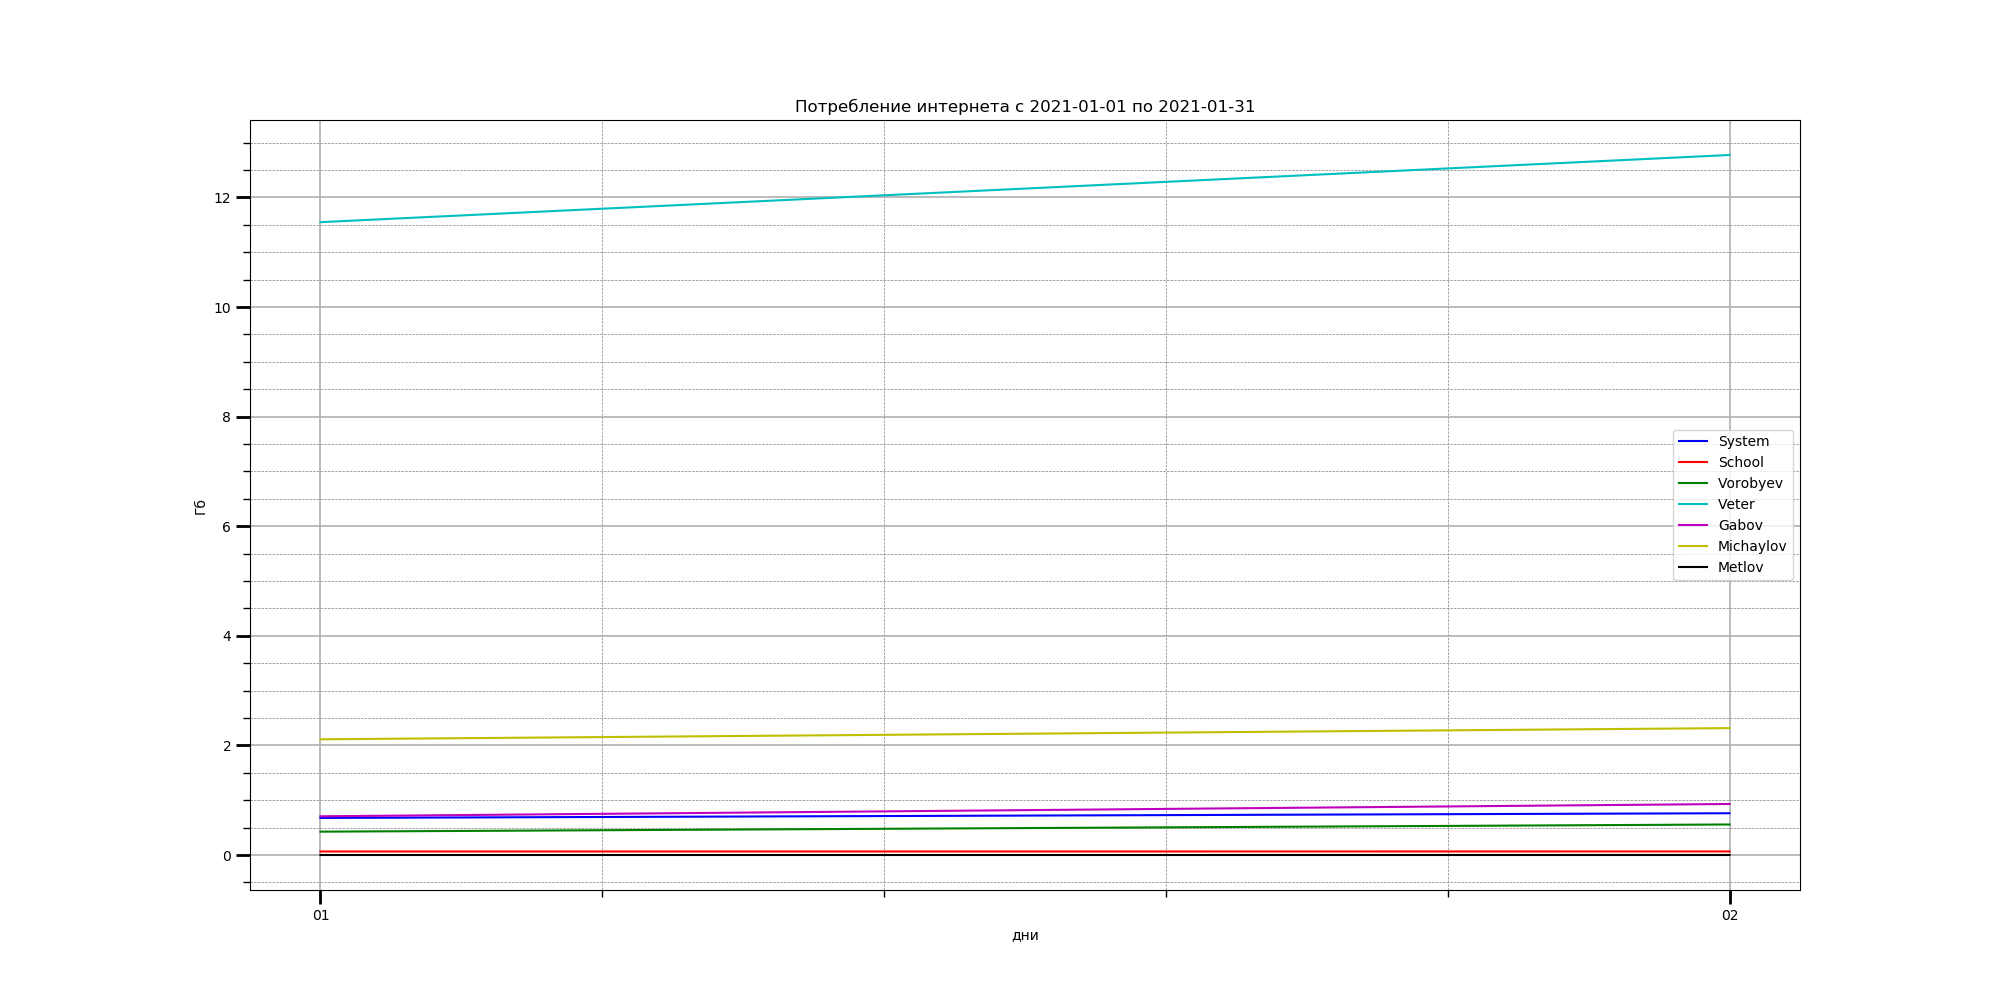 Потребление интернета с 2021-01-01 по 2021-01-31
12
10
8
6
4
2
0
Гб
System
School
Vorobyev
Veter
Gabov
Michaylov
Metlov
01
02
дни